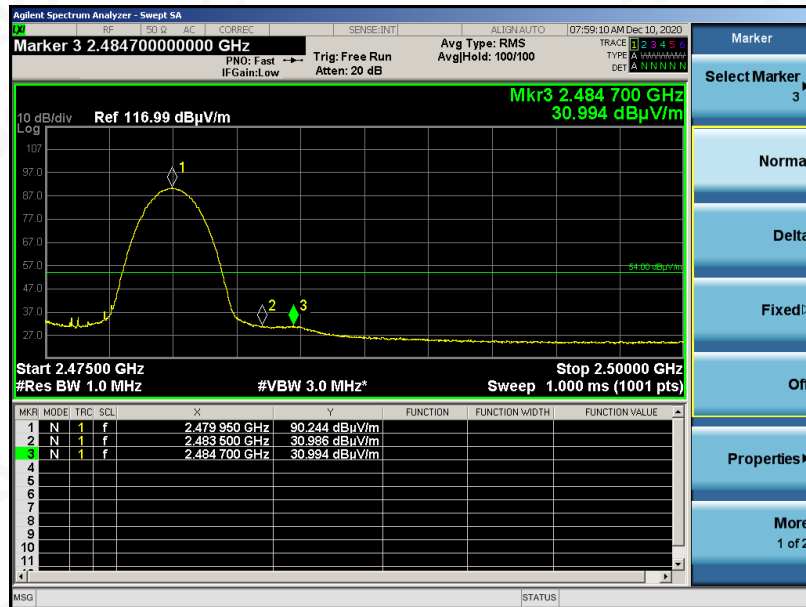 Agilent Spectrum Analyzer - Swept SA
LXI RF 50 Ω AC CORREC SENSE:INT ALIGN AUTO 07:59:10 AM Dec 10, 2020
Marker 3 2.484700000000 GHz
PNO: Fast
IFGain:Low
Trig: Free Run
Atten: 20 dB
Avg Type: RMS
Avg|Hold: 100/100
TRACE 1 2 3 4 5 6
TYPE A WWWWW
DET A N N N N N
Mkr3 2.484 700 GHz
30.994 dBµV/m
10 dB/div Ref 116.99 dBµV/m
Log
107
97.0
87.0
77.0
67.0
57.0
47.0
37.0
27.0
1
2
3
54.00 dBµV/m
Start 2.47500 GHz Stop 2.50000 GHz
#Res BW 1.0 MHz #VBW 3.0 MHz* Sweep 1.000 ms (1001 pts)
MKR MODE TRC SCL X Y FUNCTION FUNCTION WIDTH FUNCTION VALUE
1 N 1 f 2.479 950 GHz 90.244 dBµV/m
2 N 1 f 2.483 500 GHz 30.986 dBµV/m
3 N 1 f 2.484 700 GHz 30.994 dBµV/m
4
5
6
7
8
9
10
11
MSG STATUS
Marker
Select Marker
3
Norma
Delta
Fixed
Off
Properties
More
1 of 2